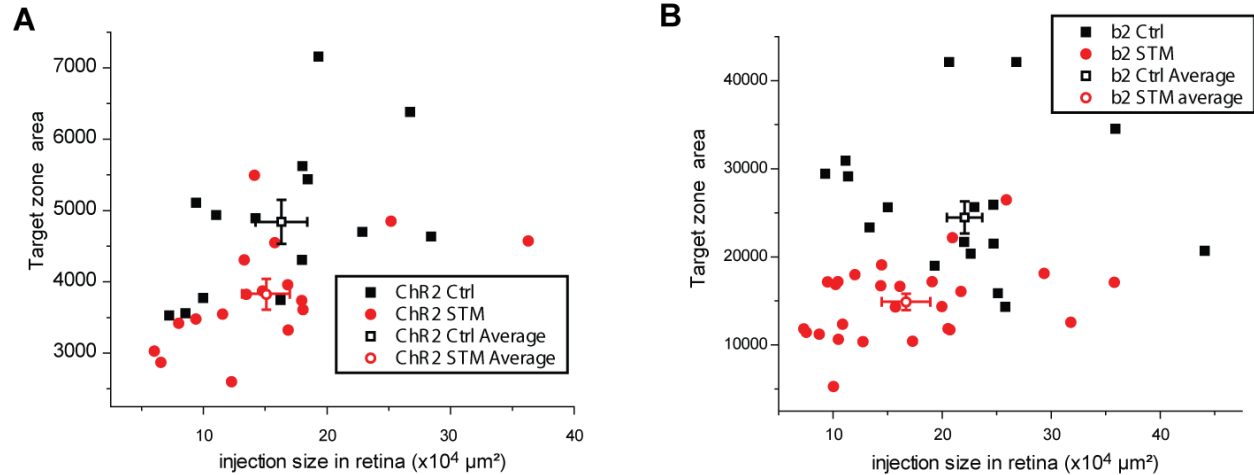 A
Target zone area
7000
6000
5000
4000
3000
10
20
30
40
injection size in retina (x10⁴ µm²)
ChR2 Ctrl
ChR2 STM
ChR2 Ctrl Average
ChR2 STM Average
B
Target zone area
40000
30000
20000
10000
10
20
30
40
injection size in retina (x10⁴ µm²)
b2 Ctrl
b2 STM
b2 Ctrl Average
b2 STM average